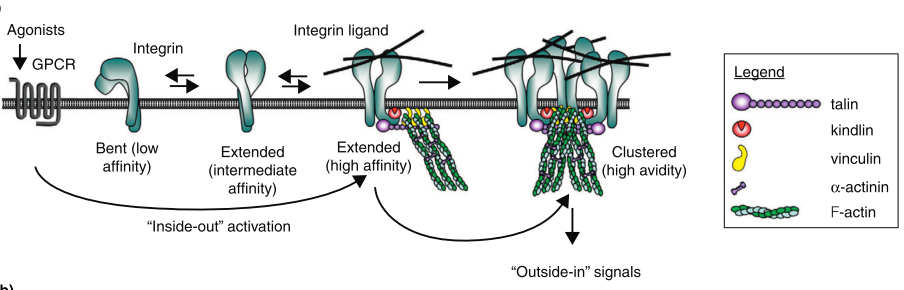 Agonists
GPCR
Integrin
Integrin ligand
Bent (low
affinity)
Extended
(intermediate
affinity)
Extended
(high affinity)
Clustered
(high avidity)
“Inside-out” activation
“Outside-in” signals
Legend
talin
kindlin
vinculin
α-actinin
F-actin